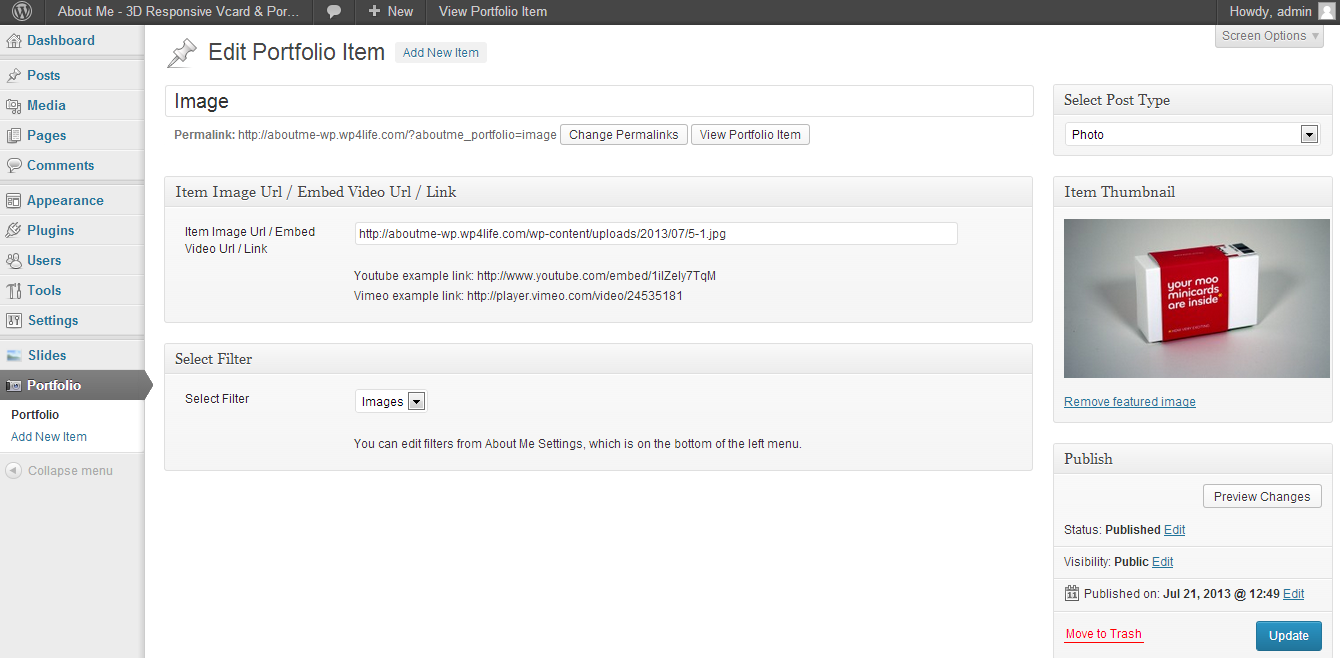 About Me - 3D Responsive Vcard & Por...
New
View Portfolio Item
Howdy, admin
Screen Options
Dashboard
Posts
Media
Pages
Comments
Appearance
Plugins
Users
Tools
Settings
Slides
Portfolio
Portfolio
Add New Item
Collapse menu
Edit Portfolio Item
Add New Item
Image
Permalink: http://aboutme-wp.wp4life.com/?aboutme_portfolio=image
Change Permalinks
View Portfolio Item
Item Image Url / Embed Video Url / Link
Item Image Url / Embed
Video Url / Link
http://aboutme-wp.wp4life.com/wp-content/uploads/2013/07/5-1.jpg
Youtube example link: http://www.youtube.com/embed/1iIZely7TqM
Vimeo example link: http://player.vimeo.com/video/24535181
Select Filter
Select Filter
Images
You can edit filters from About Me Settings, which is on the bottom of the left menu.
Select Post Type
Photo
Item Thumbnail
your moo
minicards
are inside
Remove featured image
Publish
Preview Changes
Status: Published Edit
Visibility: Public Edit
11
Published on: Jul 21, 2013 @ 12:49 Edit
Move to Trash
Update